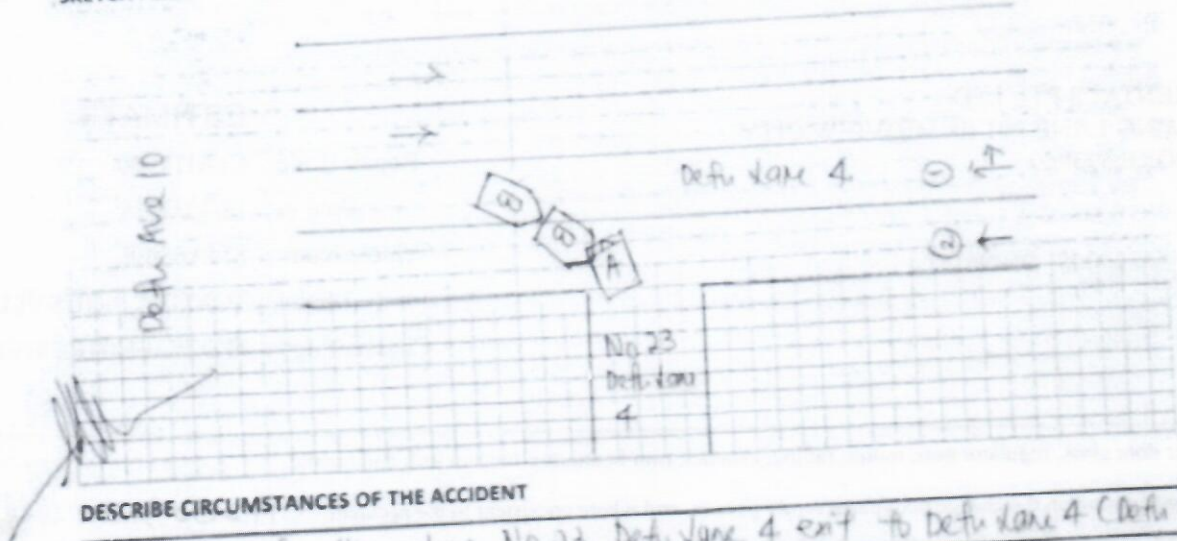 Defu Ave 10
Defu Lane 4
1
2
B
B
A
No 23
Defu Lane
4
DESCRIBE CIRCUMSTANCES OF THE ACCIDENT
No 23 Defu Lane 4 exit to Defu Lane 4 (Defu